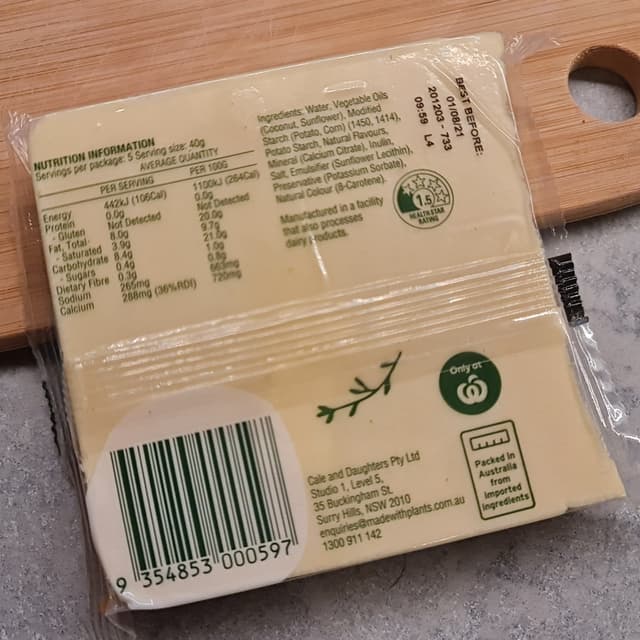 NUTRITION INFORMATION
Servings per package: 5 Serving size: 40g
AVERAGE QUANTITY
PER SERVING PER 100G
Energy 442kJ (106Cal) 1100kJ (264Cal)
Protein 0.0g 0.0g
- Gluten Not Detected Not Detected
Fat, Total 8.0g 20.0g
- Saturated 3.9g 9.7g
Carbohydrate 8.4g 21.0g
Sugars 0.4g 1.0g
Dietary Fibre 0.3g 0.8g
Sodium 265mg 663mg
Calcium 288mg (36%RDI) 720mg
Ingredients: Water, Vegetable Oils
(Coconut, Sunflower), Modified
Starch (Potato, Corn) (1450, 1414),
Potato Starch, Natural Flavours,
Mineral (Calcium Citrate), Inulin,
Salt, Emulsifier (Sunflower Lecithin),
Preservative (Potassium Sorbate),
Natural Colour (ß-Carotene).
Manufactured in a facility
that also processes
dairy products.
BEST BEFORE:
01/08/21
201203 - 733
09:59 L4
1.5
HEALTH STAR
RATING
Only at
Cale and Daughters Pty Ltd
Studio 1, Level 5,
35 Buckingham St,
Surry Hills, NSW 2010
enquiries@madewithplants.com.au
1300 911 142
Packed in
Australia
from
imported
ingredients
9 354853 000597